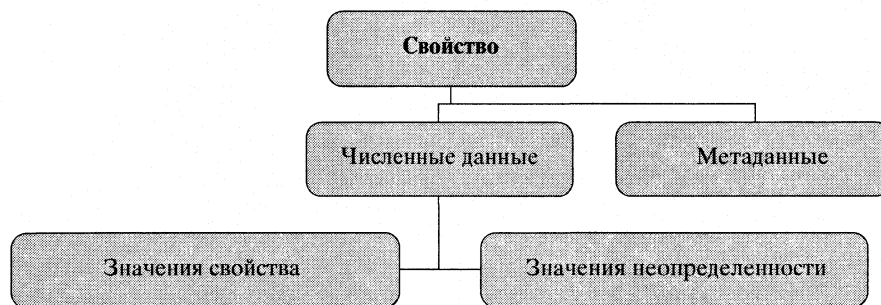 Свойство
Численные данные
Метаданные
Значения свойства
Значения неопределенности